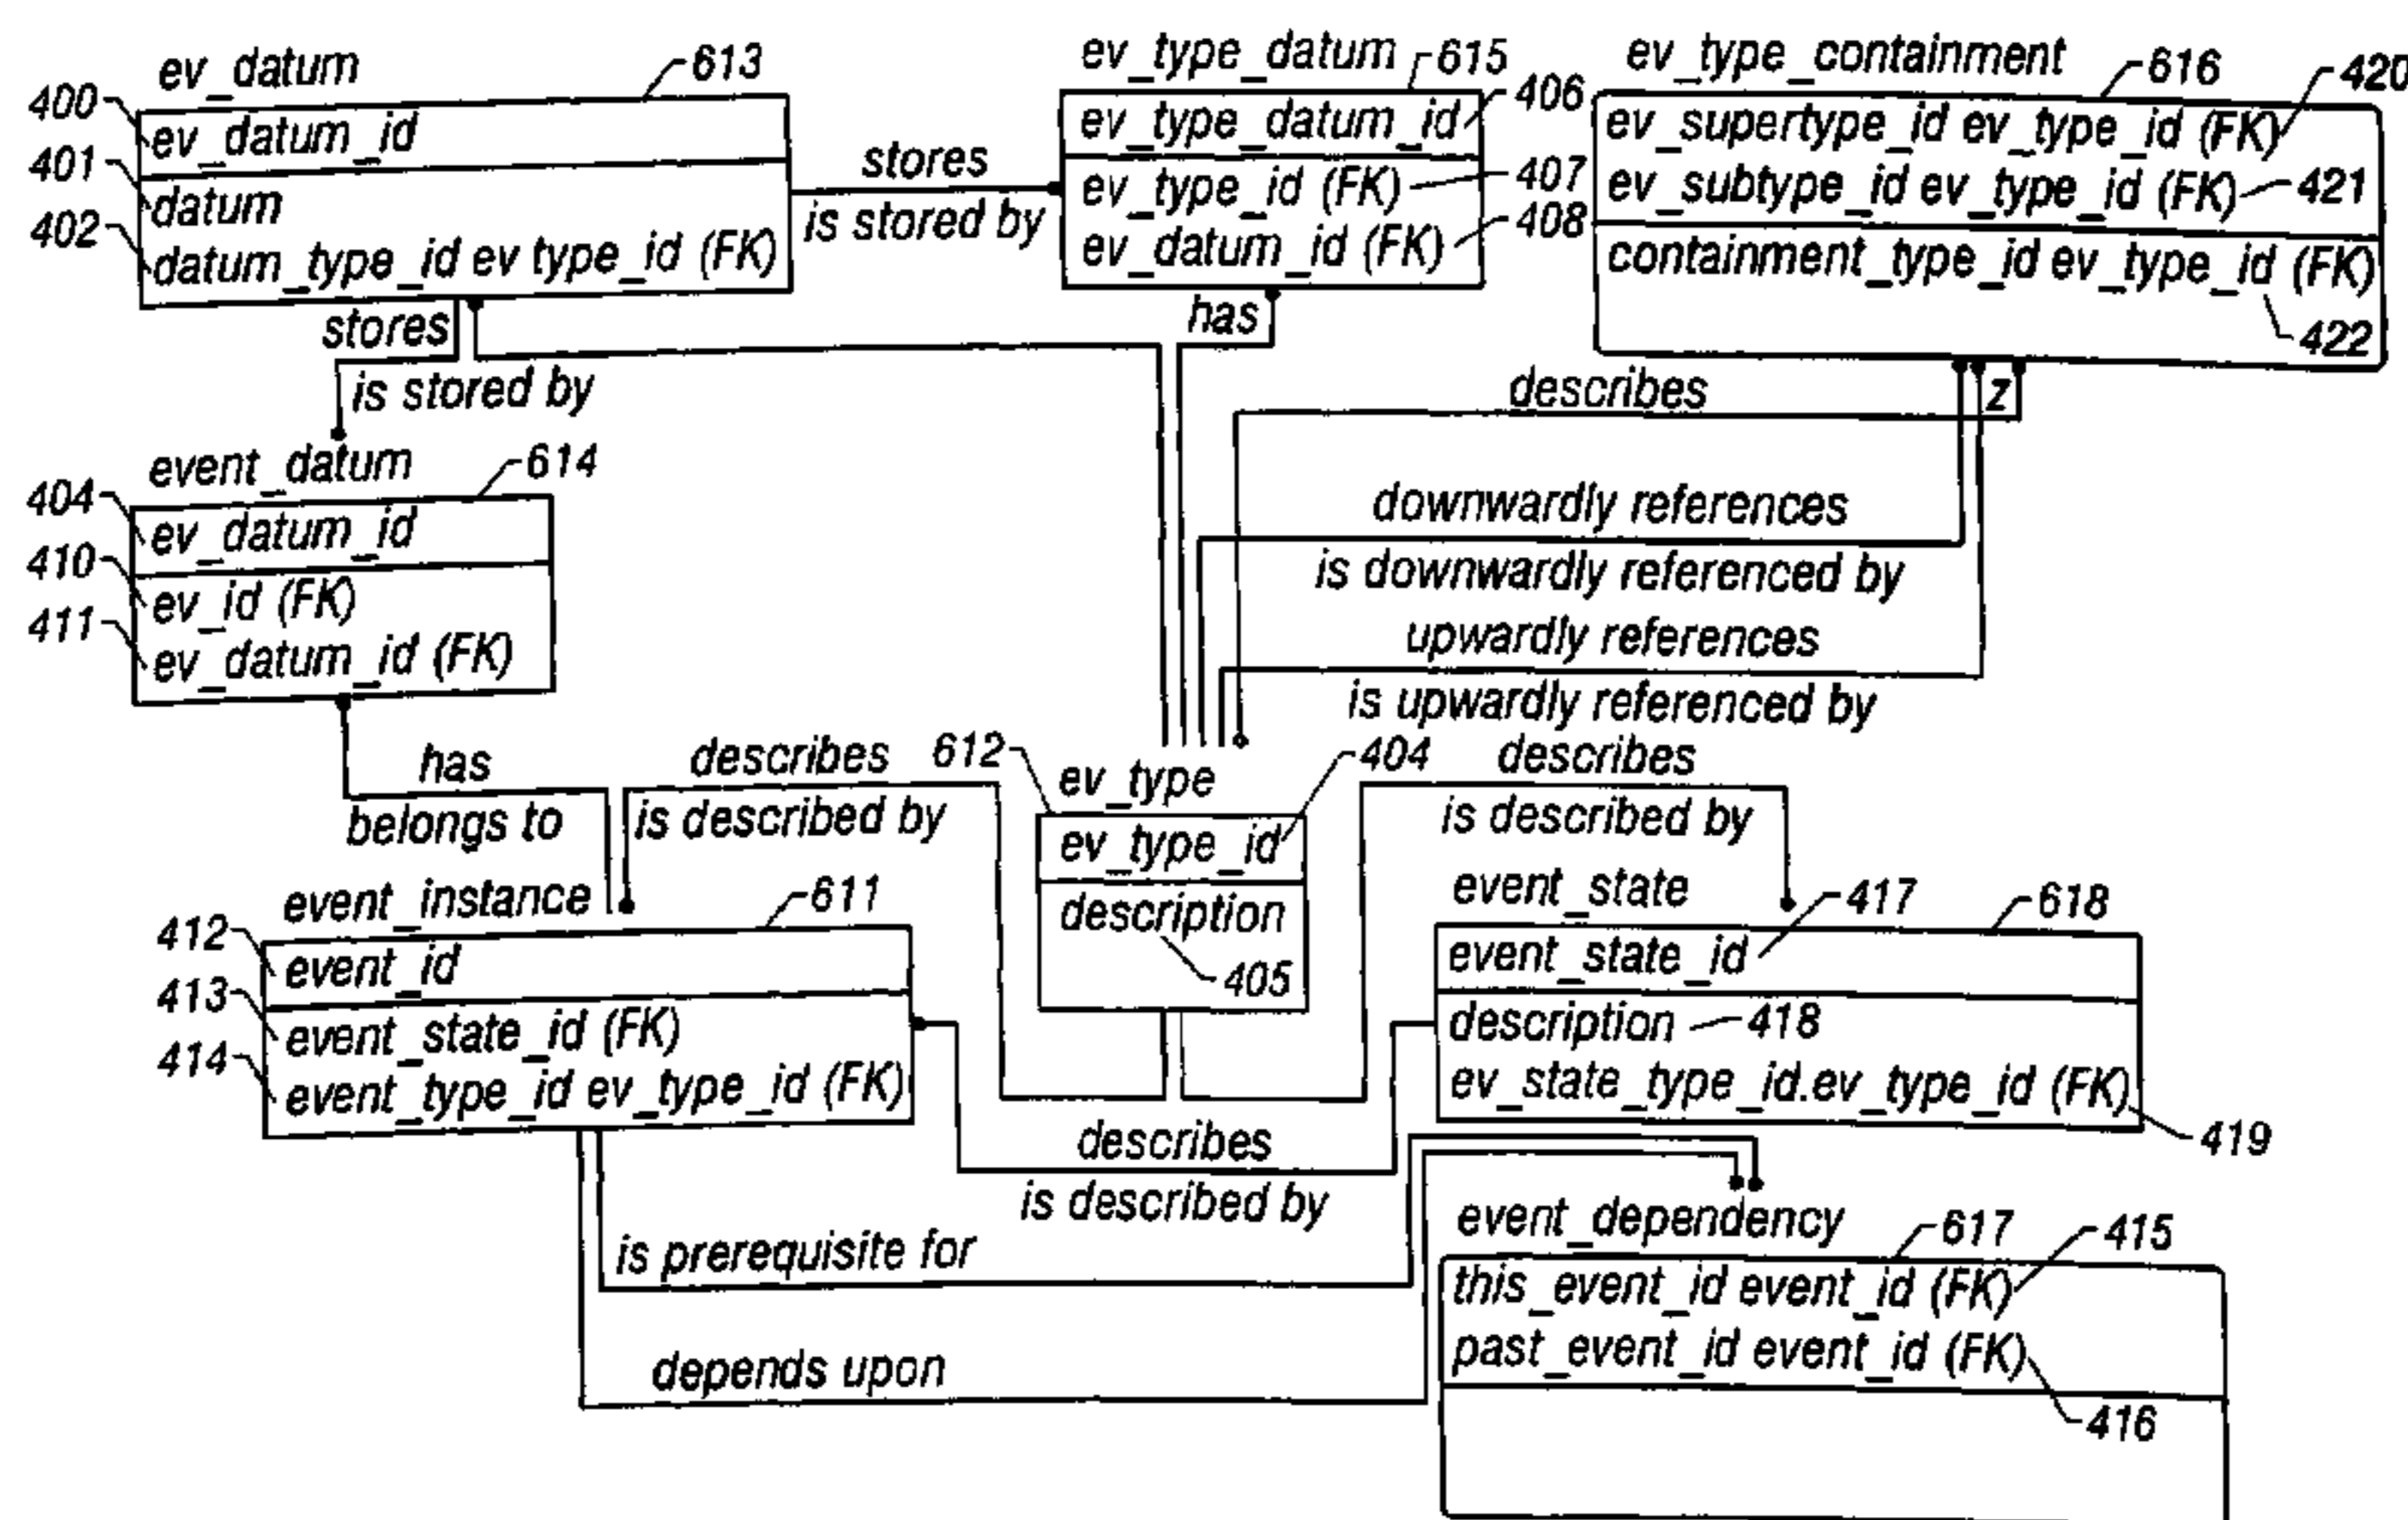 ev_datum
613
400
ev_datum_id
401
datum
402
datum_type_id ev type_id (FK)
stores
is stored by
ev_type_datum
615
406
ev_type_datum_id
ev_type_id (FK)
407
ev_datum_id (FK)
408
has
ev_type_containment
616
420
ev_supertype_id ev_type_id (FK)
ev_subtype_id ev_type_id (FK)
421
containment_type_id ev_type_id (FK)
422
stores
is stored by
describes
z
event_datum
614
404
ev_datum_id
410
ev_id (FK)
411
ev_datum_id (FK)
downwardly references
is downwardly referenced by
upwardly references
is upwardly referenced by
has
belongs to
describes
is described by
612
ev_type
404
ev_type_id
description
405
describes
is described by
event_instance
611
412
event_id
413
event_state_id (FK)
414
event_type_id ev_type_id (FK)
event_state
417
618
event_state_id
description
418
ev_state_type_id.ev_type_id (FK)
419
describes
is described by
is prerequisite for
depends upon
event_dependency
617
415
this_event_id event_id (FK)
past_event_id event_id (FK)
416